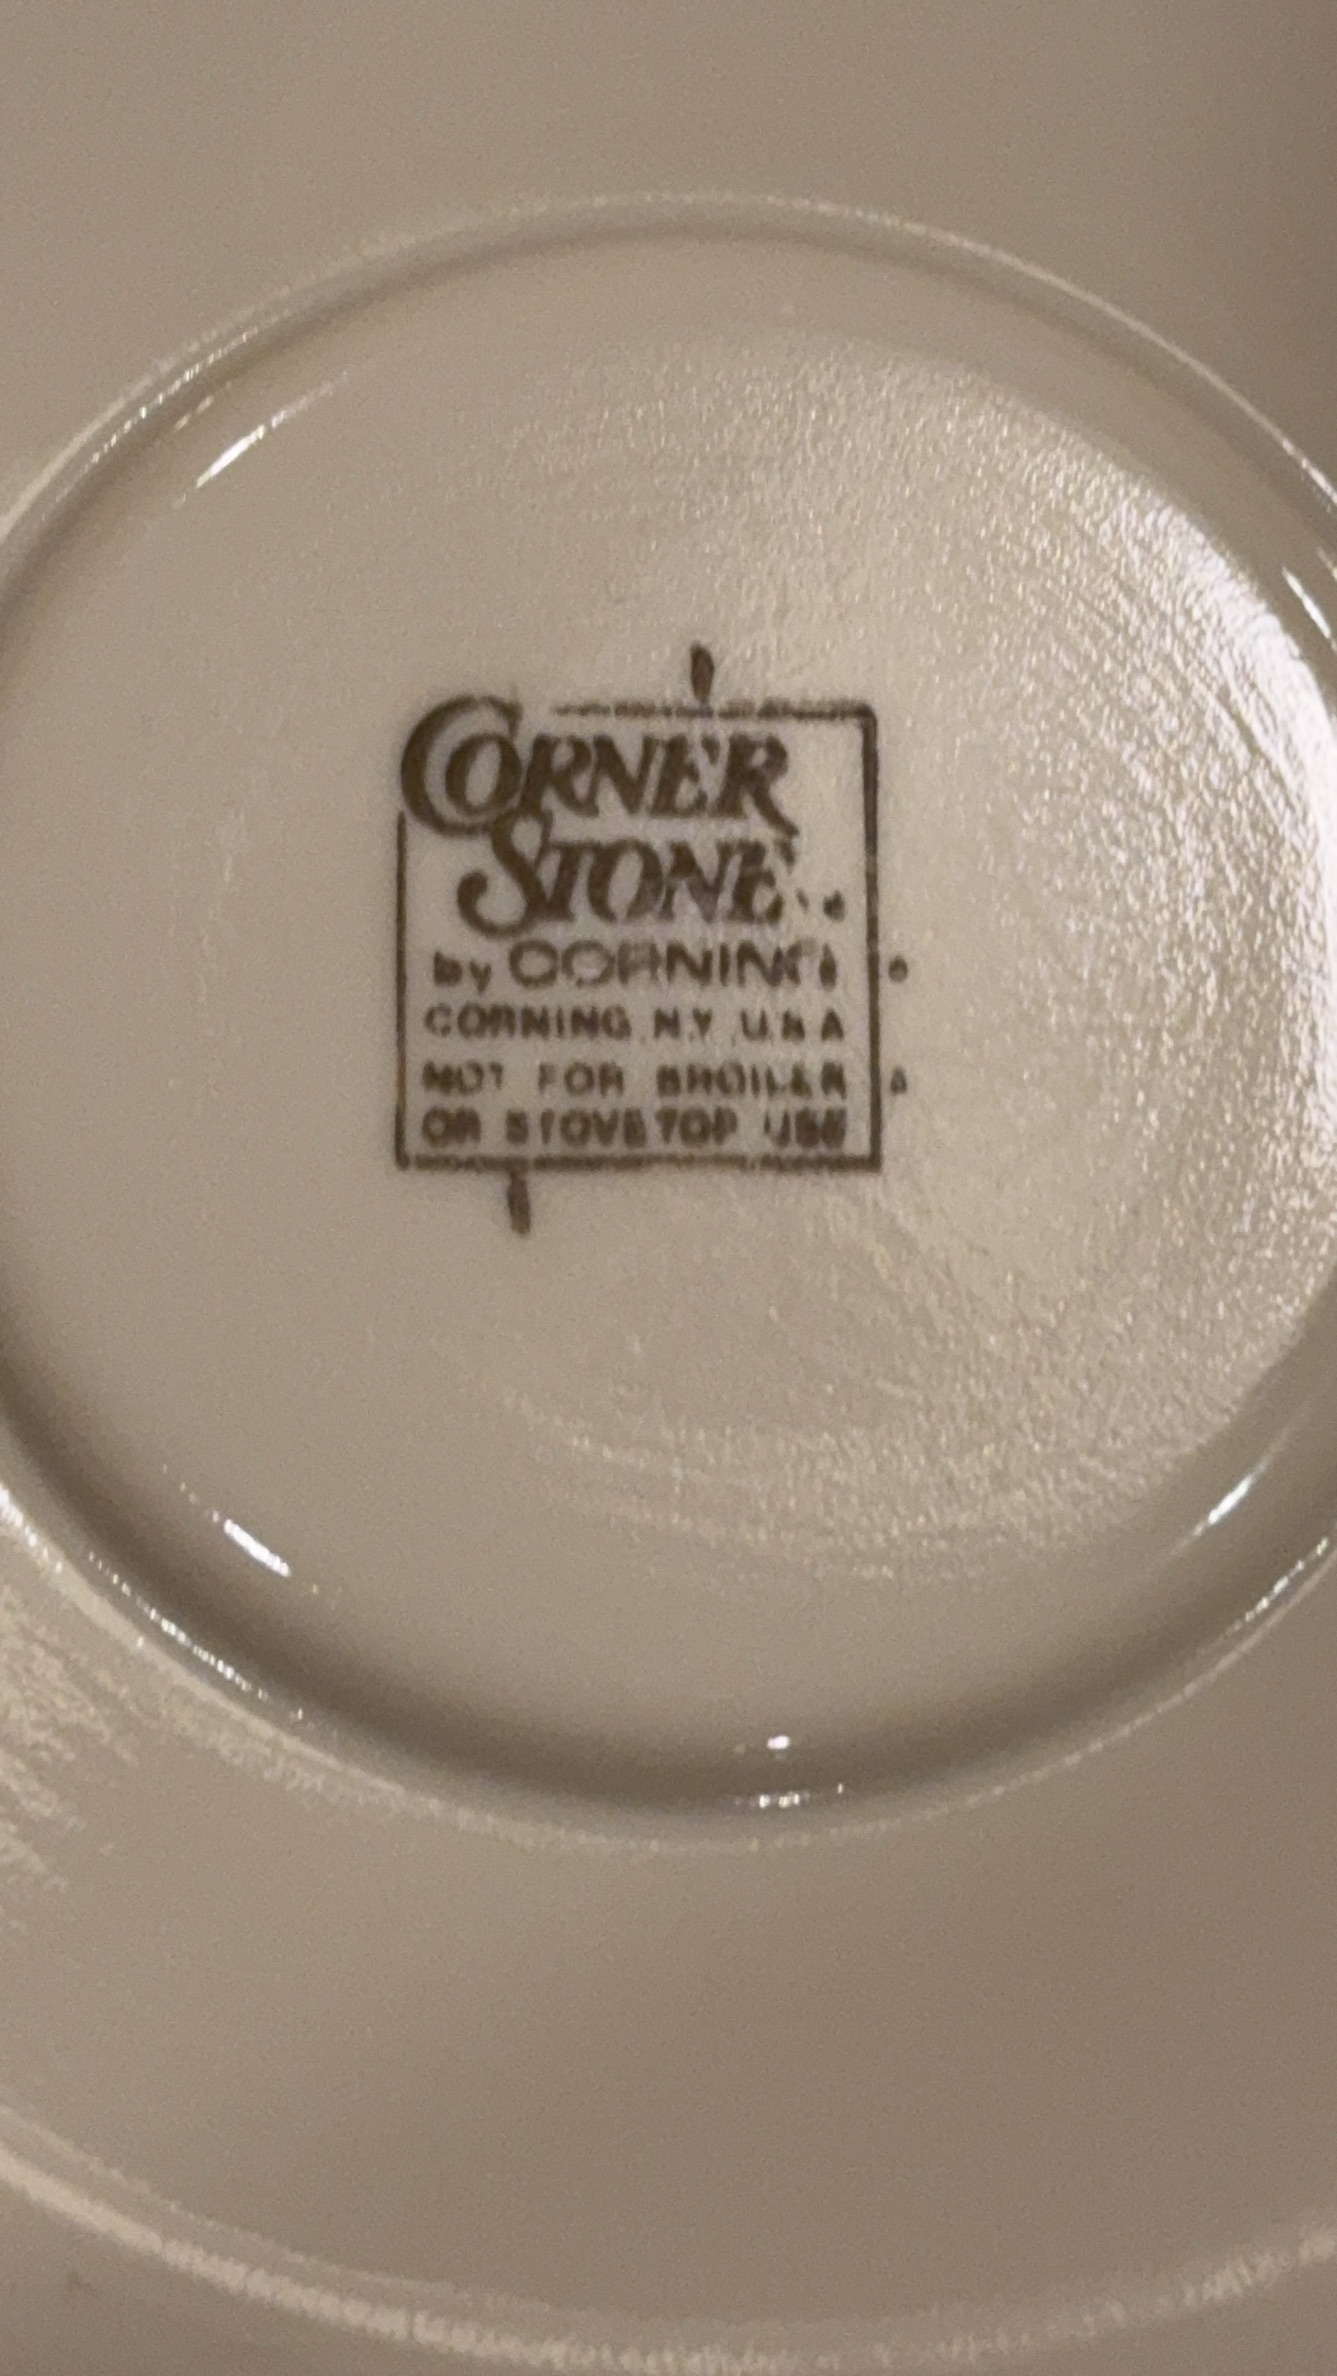 CORNER
STONE
by CORNING
CORNING, N.Y., U.S.A
NOT FOR BROILER
OR STOVETOP USE